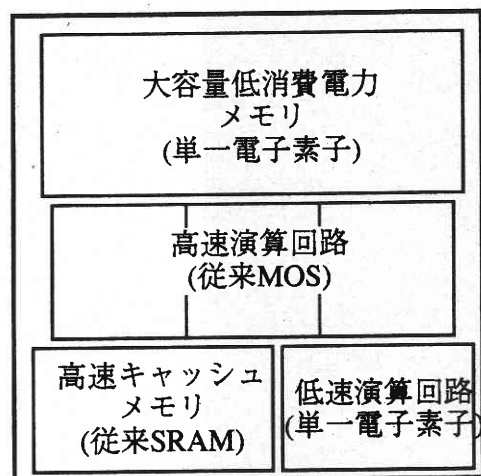 大容量低消費電力
メモリ
(単一電子素子)
高速演算回路
(従来MOS)
高速キャッシュ
メモリ
(従来SRAM)
低速演算回路
(単一電子素子)